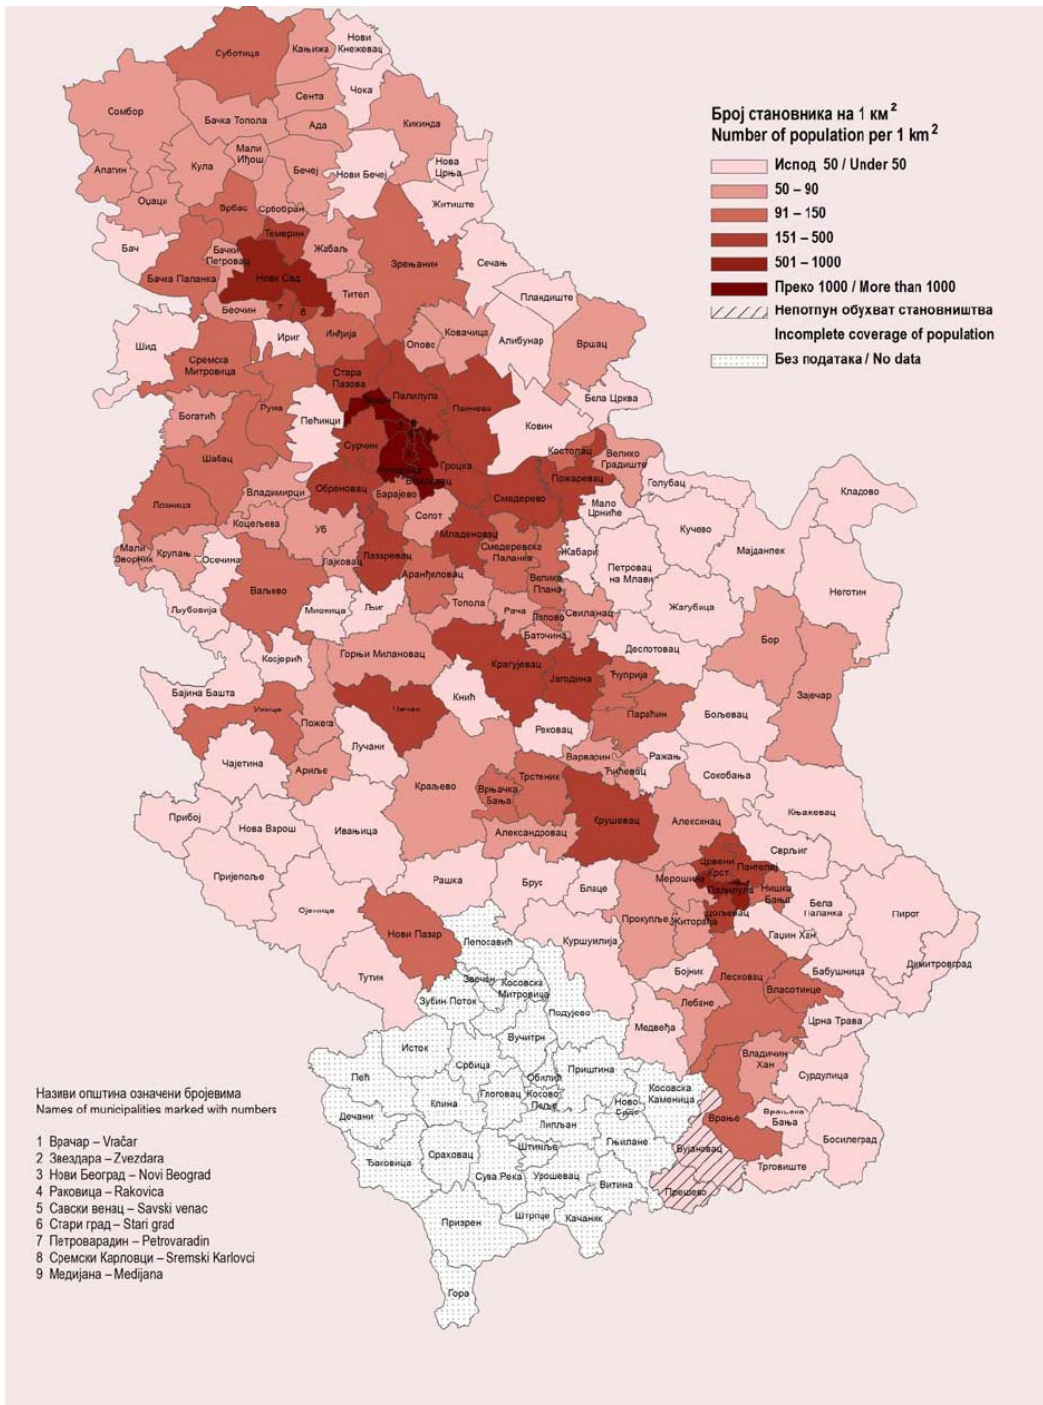 Суботица
Кањижа
Нови
Кнежевац
Чока
Сента
Сомбор
Бачка Топола
Ада
Кикинда
Мали
Иђош
Нова
Црња
Апатин
Кула
Бечеј
Нови Бечеј
Оџаци
Врбас
Србобран
Житиште
Темерин
Бач
Бачки
Петровац
Жабаљ
Зрењанин
Сечањ
Бачка Паланка
Нови Сад
Тител
Пландиште
Беочин
7
8
Шид
Ириг
Инђија
Опово
Ковачица
Алибунар
Вршац
Сремска
Митровица
Стара
Пазова
Палилула
Панчево
Бела Црква
Рума
Богатић
Пећинци
Ковин
Сурчин
Костолац
Велико
Градиште
Шабац
Гроцка
Пожаревац
Голубац
Кладово
Владимирци
Обреновац
Барајево
Смедерево
Мало
Црниће
Лозница
Коцељева
Уб
Сопот
Младеновац
Кучево
Мајданпек
Мали
Зворник
Крупањ
Осечина
Лајковац
Лазаревац
Смедеревска
Паланка
Жабари
Петровац
на Млави
Аранђеловац
Велика
Плана
Неготин
Ваљево
Љубовија
Мионица
Љиг
Топола
Рача
Лапово
Свилајнац
Жагубица
Баточина
Бор
Косјерић
Горњи Милановац
Крагујевац
Деспотовац
Бајина Башта
Јагодина
Ћуприја
Зајечар
Ужице
Пожега
Чачак
Кнић
Параћин
Бољевац
Рековац
Лучани
Варварин
Ћићевац
Ражањ
Чајетина
Ариље
Сокобања
Краљево
Врњачка
Бања
Трстеник
Прибој
Нова Варош
Ивањица
Александровац
Крушевац
Алексинац
Књажевац
Сврљиг
Црвени
Крст
Пантелеј
Пријепоље
Рашка
Брус
Блаце
Мерошина
Палилула
Нишка
Бања
Бела
Паланка
Пирот
Сјеница
Нови Пазар
Прокупље
Житорађа
Дољевац
Гаџин Хан
Лепосавић
Куршумлија
Тутин
Бојник
Лесковац
Бабушница
Димитровград
Звечан
Косовска
Митровица
Власотинце
Зубин Поток
Подујево
Лебане
Медвеђа
Црна Трава
Исток
Вучитрн
Владичин
Хан
Србица
Приштина
Пећ
Обилић
Сурдулица
Глоговац
Косово
Поље
Косовска
Каменица
Клина
Ново
Брдо
Дечани
Липљан
Врање
Врањска
Бања
Гњилане
Босилеград
Бујановац
Штимље
Ђаковица
Ораховац
Сува Река
Урошевац
Трговиште
Витина
Прешево
Призрен
Штрпце
Качаник
Гора
Број становника на 1 км²
Number of population per 1 km²
Испод 50 / Under 50
50 – 90
91 – 150
151 – 500
501 – 1000
Преко 1000 / More than 1000
Непотпун обухват становништва
Incomplete coverage of population
Без података / No data
Називи општина означени бројевима
Names of municipalities marked with numbers
1 Врачар – Vračar
2 Звездара – Zvezdara
3 Нови Београд – Novi Beograd
4 Раковица – Rakovica
5 Савски венац – Savski venac
6 Стари град – Stari grad
7 Петроварадин – Petrovaradin
8 Сремски Карловци – Sremski Karlovci
9 Медијана – Medijana